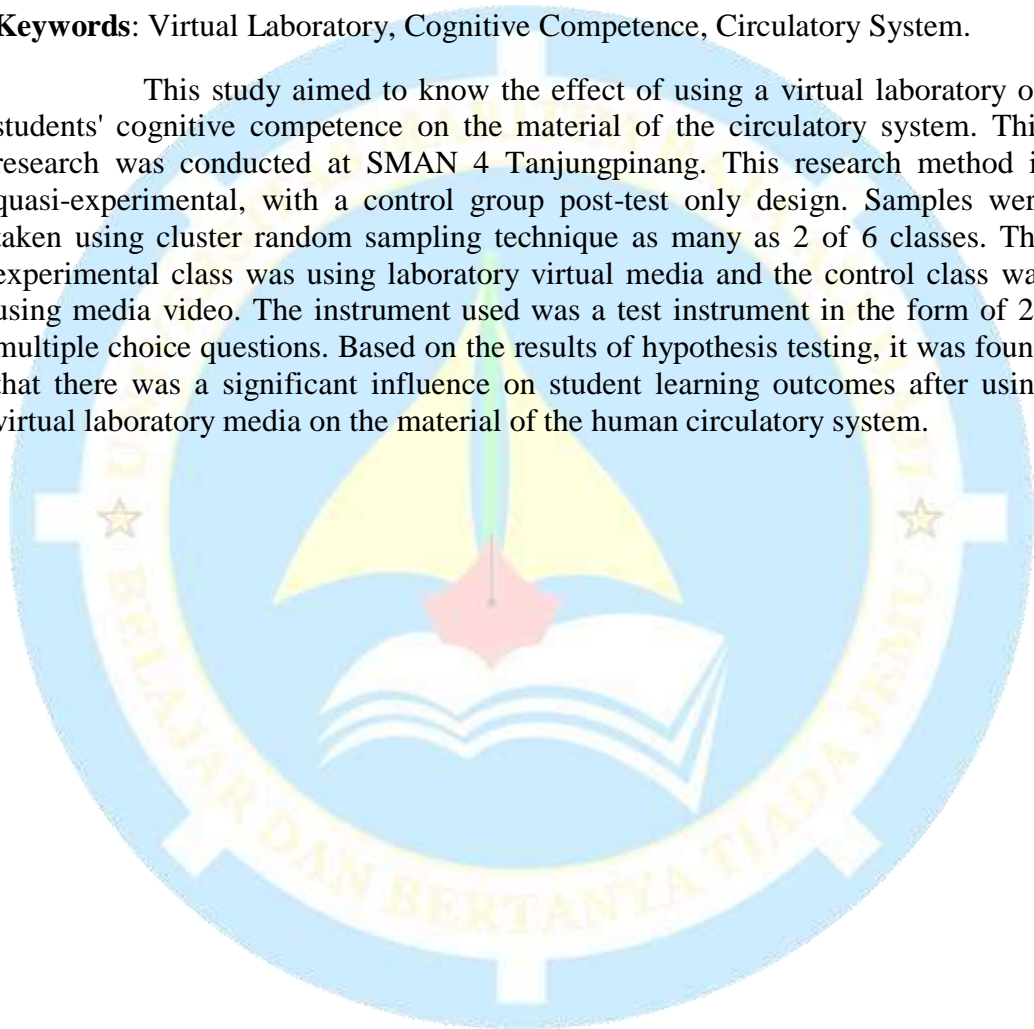 Keywords: Virtual Laboratory, Cognitive Competence, Circulatory System.
This study aimed to know the effect of using a virtual laboratory o
students' cognitive competence on the material of the circulatory system. Thi
research was conducted at SMAN 4 Tanjungpinang. This research method i
quasi-experimental, with a control group post-test only design. Samples wer
taken using cluster random sampling technique as many as 2 of 6 classes. Th
experimental class was using laboratory virtual media and the control class wa
using media video. The instrument used was a test instrument in the form of 2
multiple choice questions. Based on the results of hypothesis testing, it was foun
that there was a significant influence on student learning outcomes after usin
virtual laboratory media on the material of the human circulatory system.
BELAJAR DAN BERTANYA TIADA JEMU